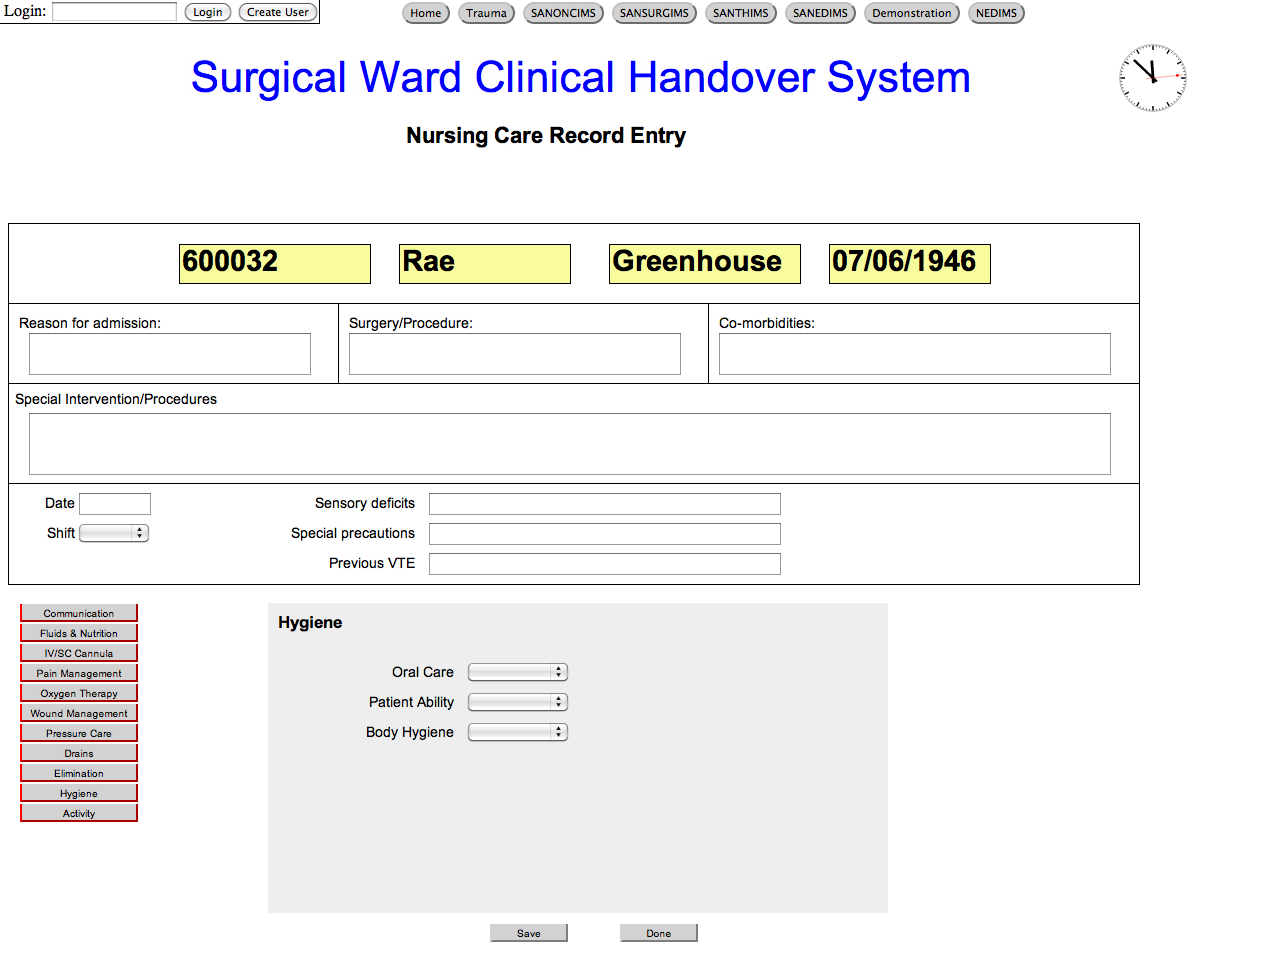 Login: Login Create User Home Trauma SANONCIMS SANSURGIMS SANTHIMS SANEDIMS Demonstration NEDIMS
Surgical Ward Clinical Handover System
Nursing Care Record Entry
600032 Rae Greenhouse 07/06/1946
Reason for admission: Surgery/Procedure: Co-morbidities:
Special Intervention/Procedures
Date Sensory deficits
Shift Special precautions
Previous VTE
Communication
Fluids & Nutrition
IV/SC Cannula
Pain Management
Oxygen Therapy
Wound Management
Pressure Care
Drains
Elimination
Hygiene
Activity
Hygiene
Oral Care
Patient Ability
Body Hygiene
Save Done